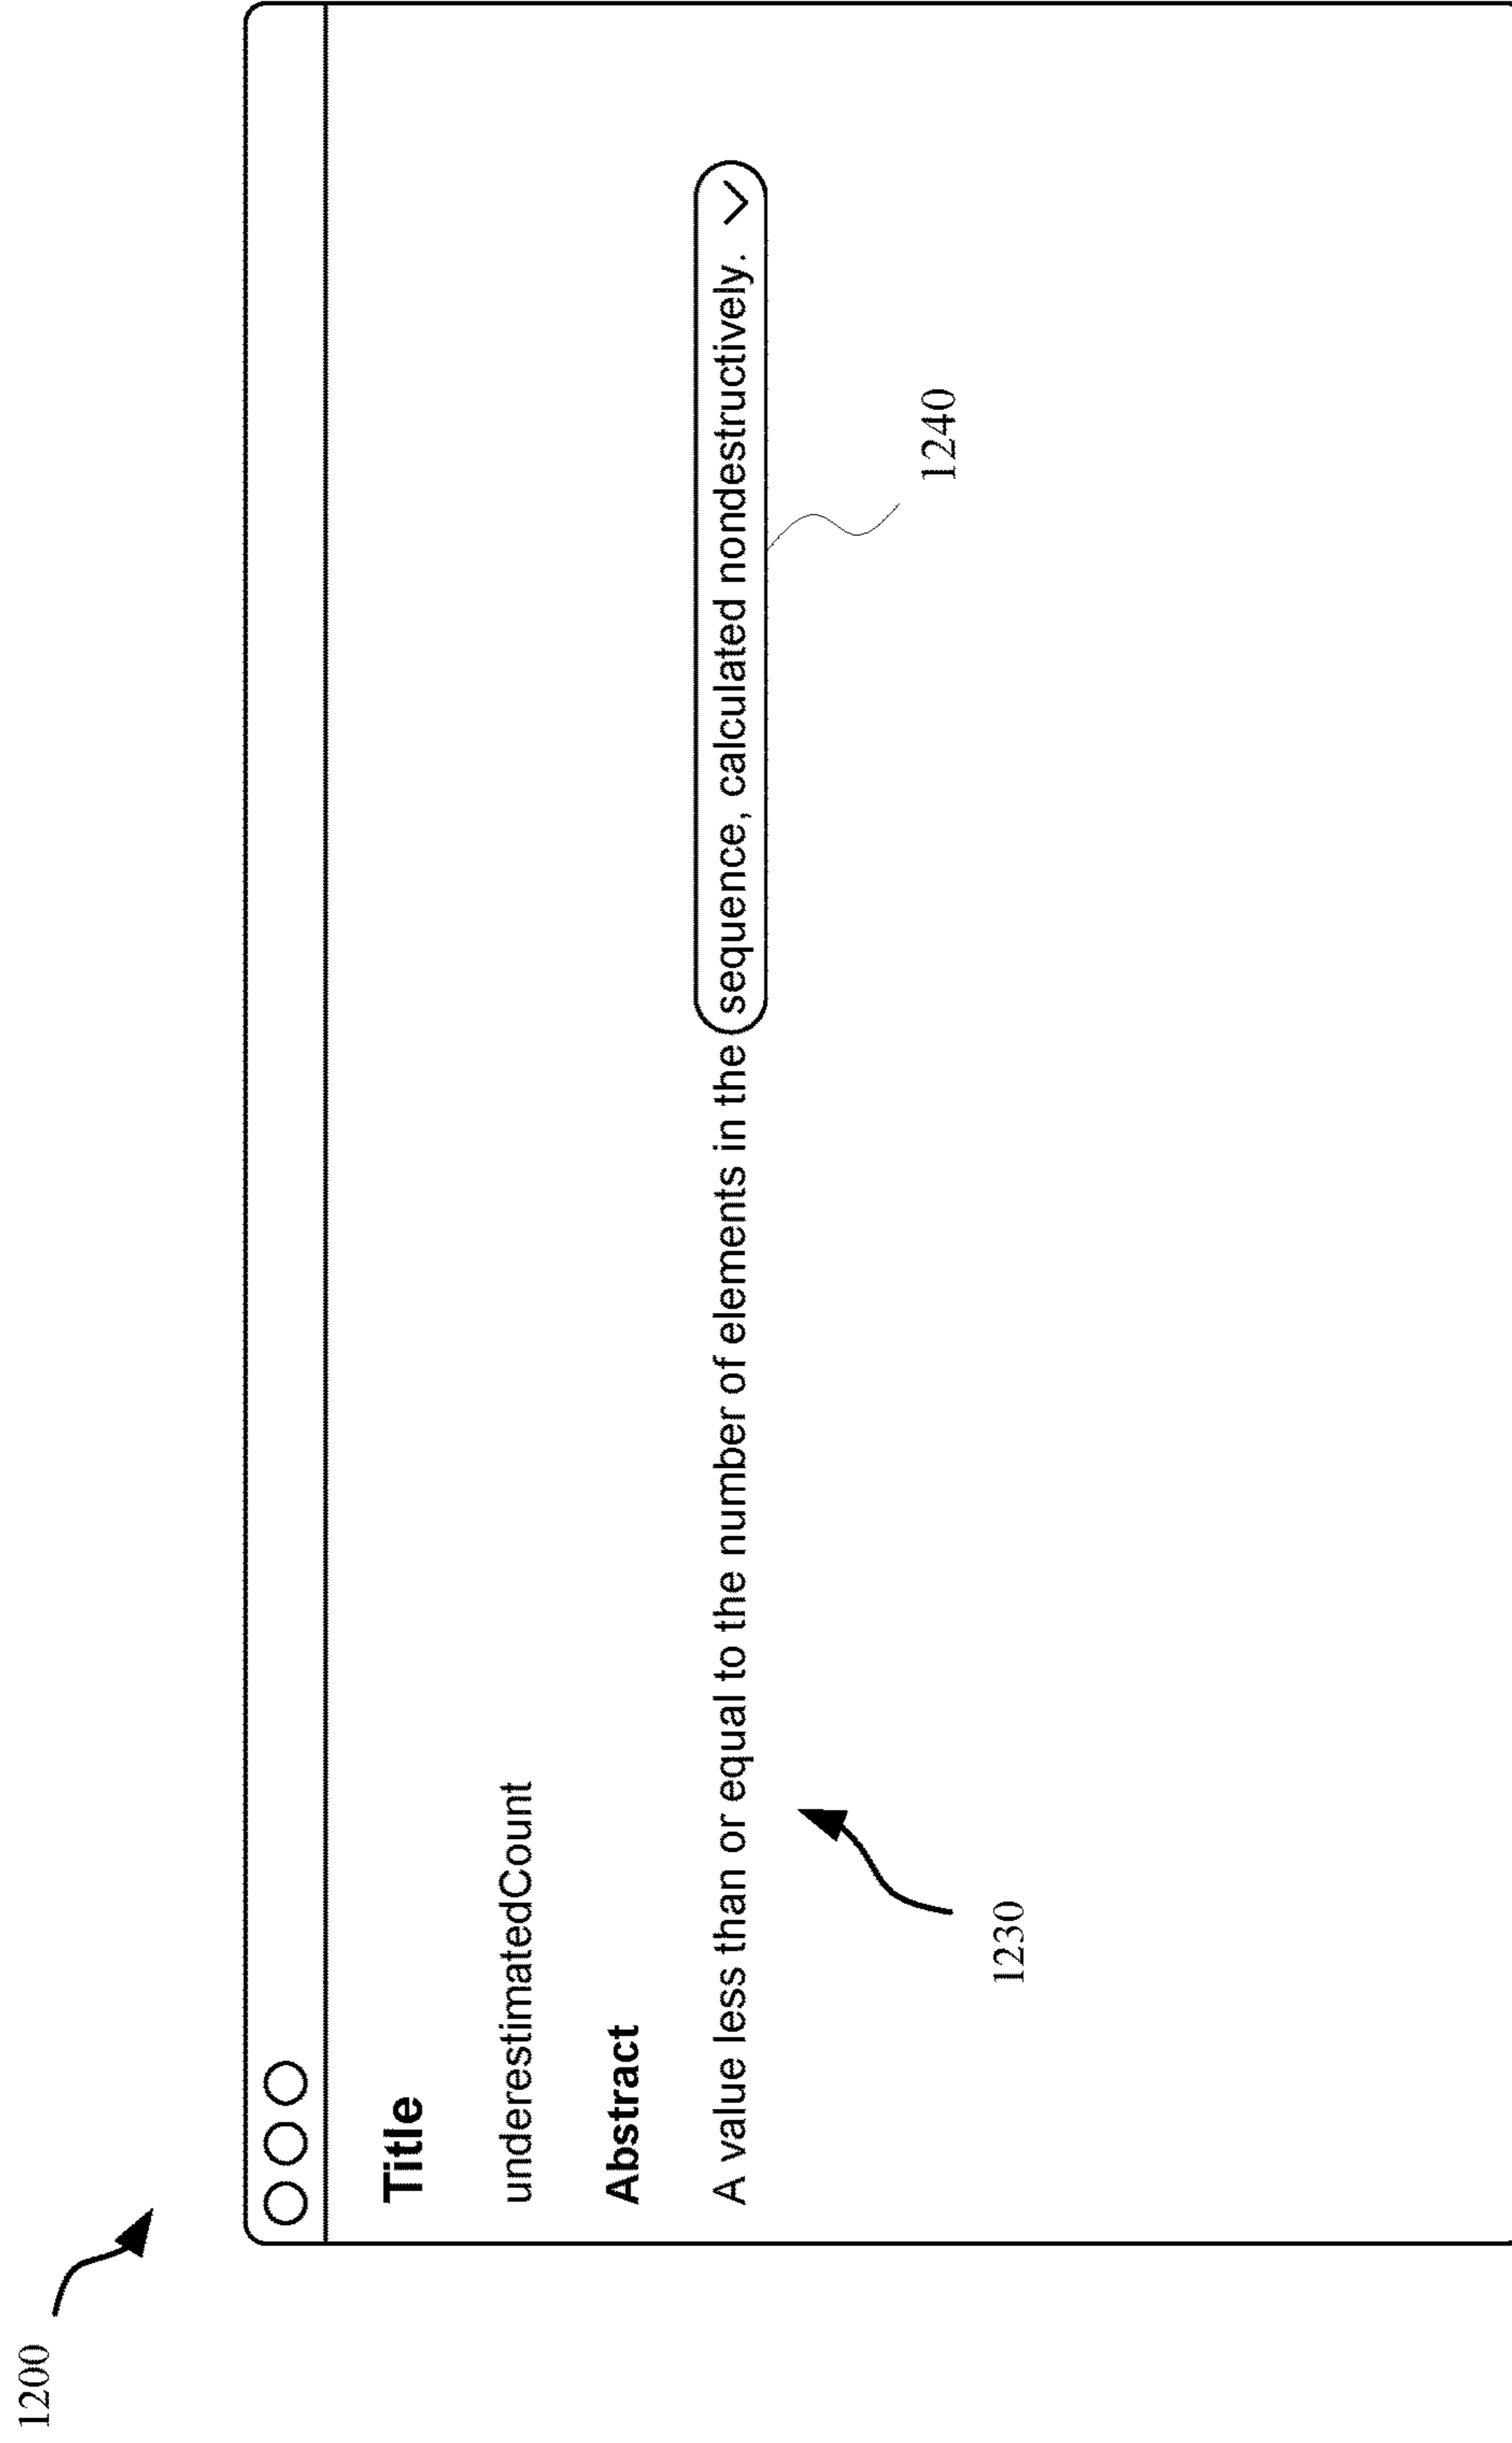 1200
Title
underestimatedCount
Abstract
A value less than or equal to the number of elements in the sequence, calculated nondestructively.
1230
1240